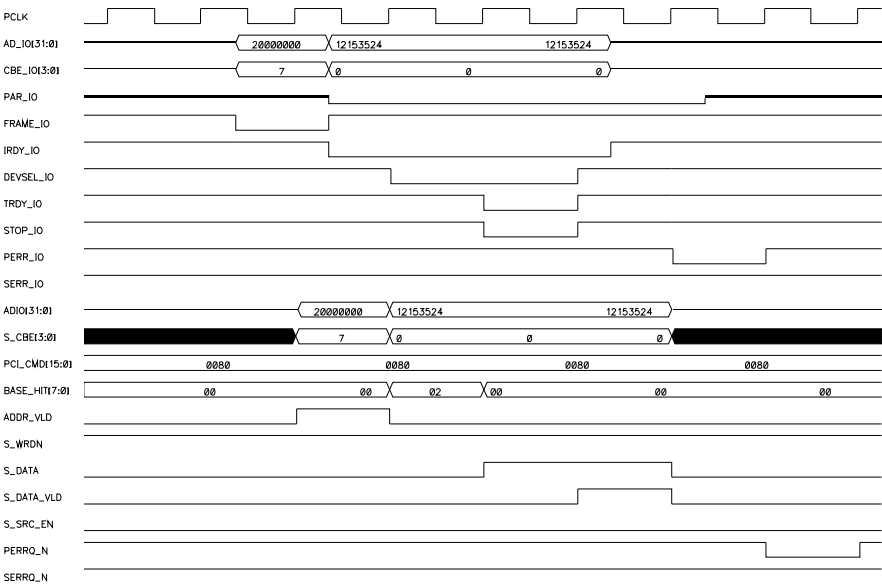 PCLK
AD_IO[31:0] 20000000 12153524 12153524
CBE_IO[3:0] 7 0 0 0
PAR_IO
FRAME_IO
IRDY_IO
DEVSEL_IO
TRDY_IO
STOP_IO
PERR_IO
SERR_IO
ADIO[31:0] 20000000 12153524 12153524
S_CBE[3:0] 7 0 0 0
PCI_CMD[15:0] 0080 0080 0080 0080
BASE_HIT[7:0] 00 00 02 00 00 00
ADDR_VLD
S_WRDN
S_DATA
S_DATA_VLD
S_SRC_EN
PERRQ_N
SERRQ_N